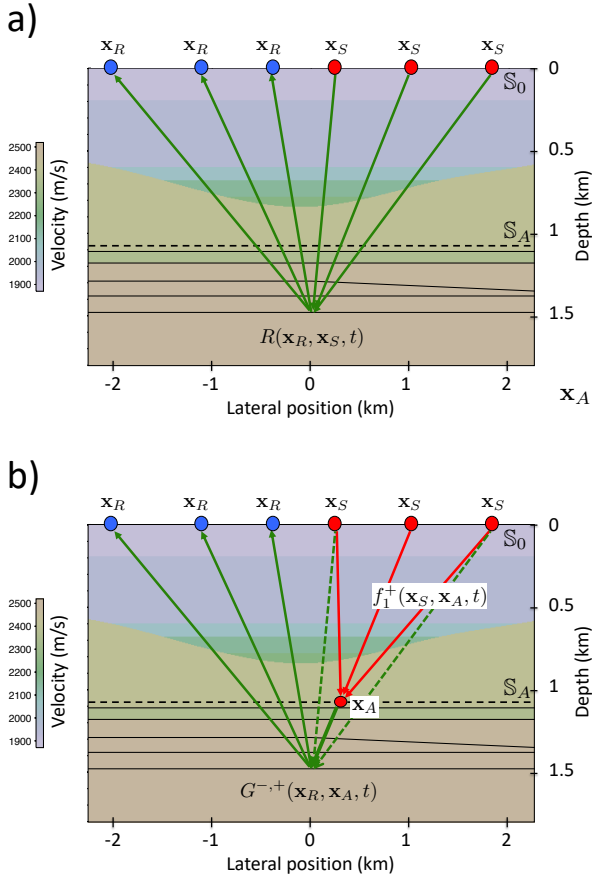 a)
𝐱_R 𝐱_R 𝐱_R 𝐱_S 𝐱_S 𝐱_S
0
𝕊_0
2500
2400
2300
2200
2100
2000
1900
Velocity (m/s)
0.5
𝕊_A
1
Depth (km)
1.5
R(𝐱_R, 𝐱_S, t)
-2 -1 0 1 2
𝐱_A
Lateral position (km)
b)
𝐱_R 𝐱_R 𝐱_R 𝐱_S 𝐱_S 𝐱_S
0
𝕊_0
2500
2400
2300
2200
2100
2000
1900
Velocity (m/s)
f_1^+(𝐱_S, 𝐱_A, t)
0.5
𝕊_A
𝐱_A
1
Depth (km)
1.5
G^{-,+}(𝐱_R, 𝐱_A, t)
-2 -1 0 1 2
Lateral position (km)